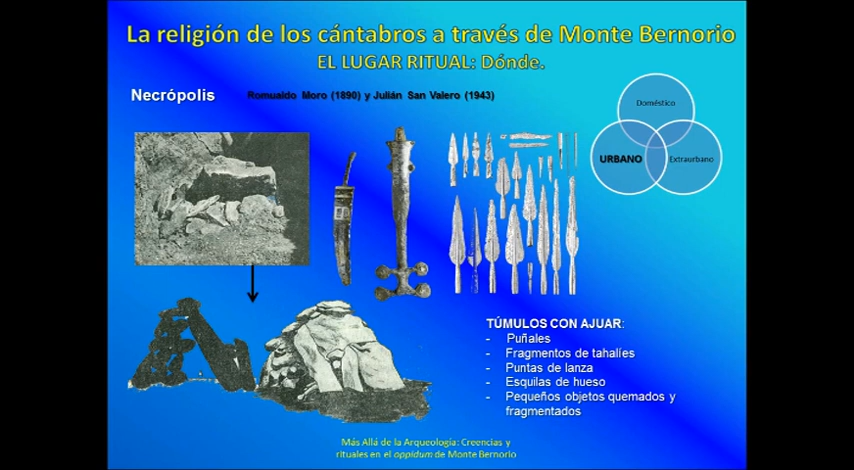 La religión de los cántabros a través de Monte Bernorio
EL LUGAR RITUAL: Dónde.
Necrópolis
Romualdo Moro (1890) y Julián San Valero (1943)
Doméstico
URBANO
Extraurbano
TÚMULOS CON AJUAR:
- Puñales
- Fragmentos de tahalíes
- Puntas de lanza
- Esquilas de hueso
- Pequeños objetos quemados y
fragmentados
Más Allá de la Arqueología: Creencias y
rituales en el oppidum de Monte Bernorio